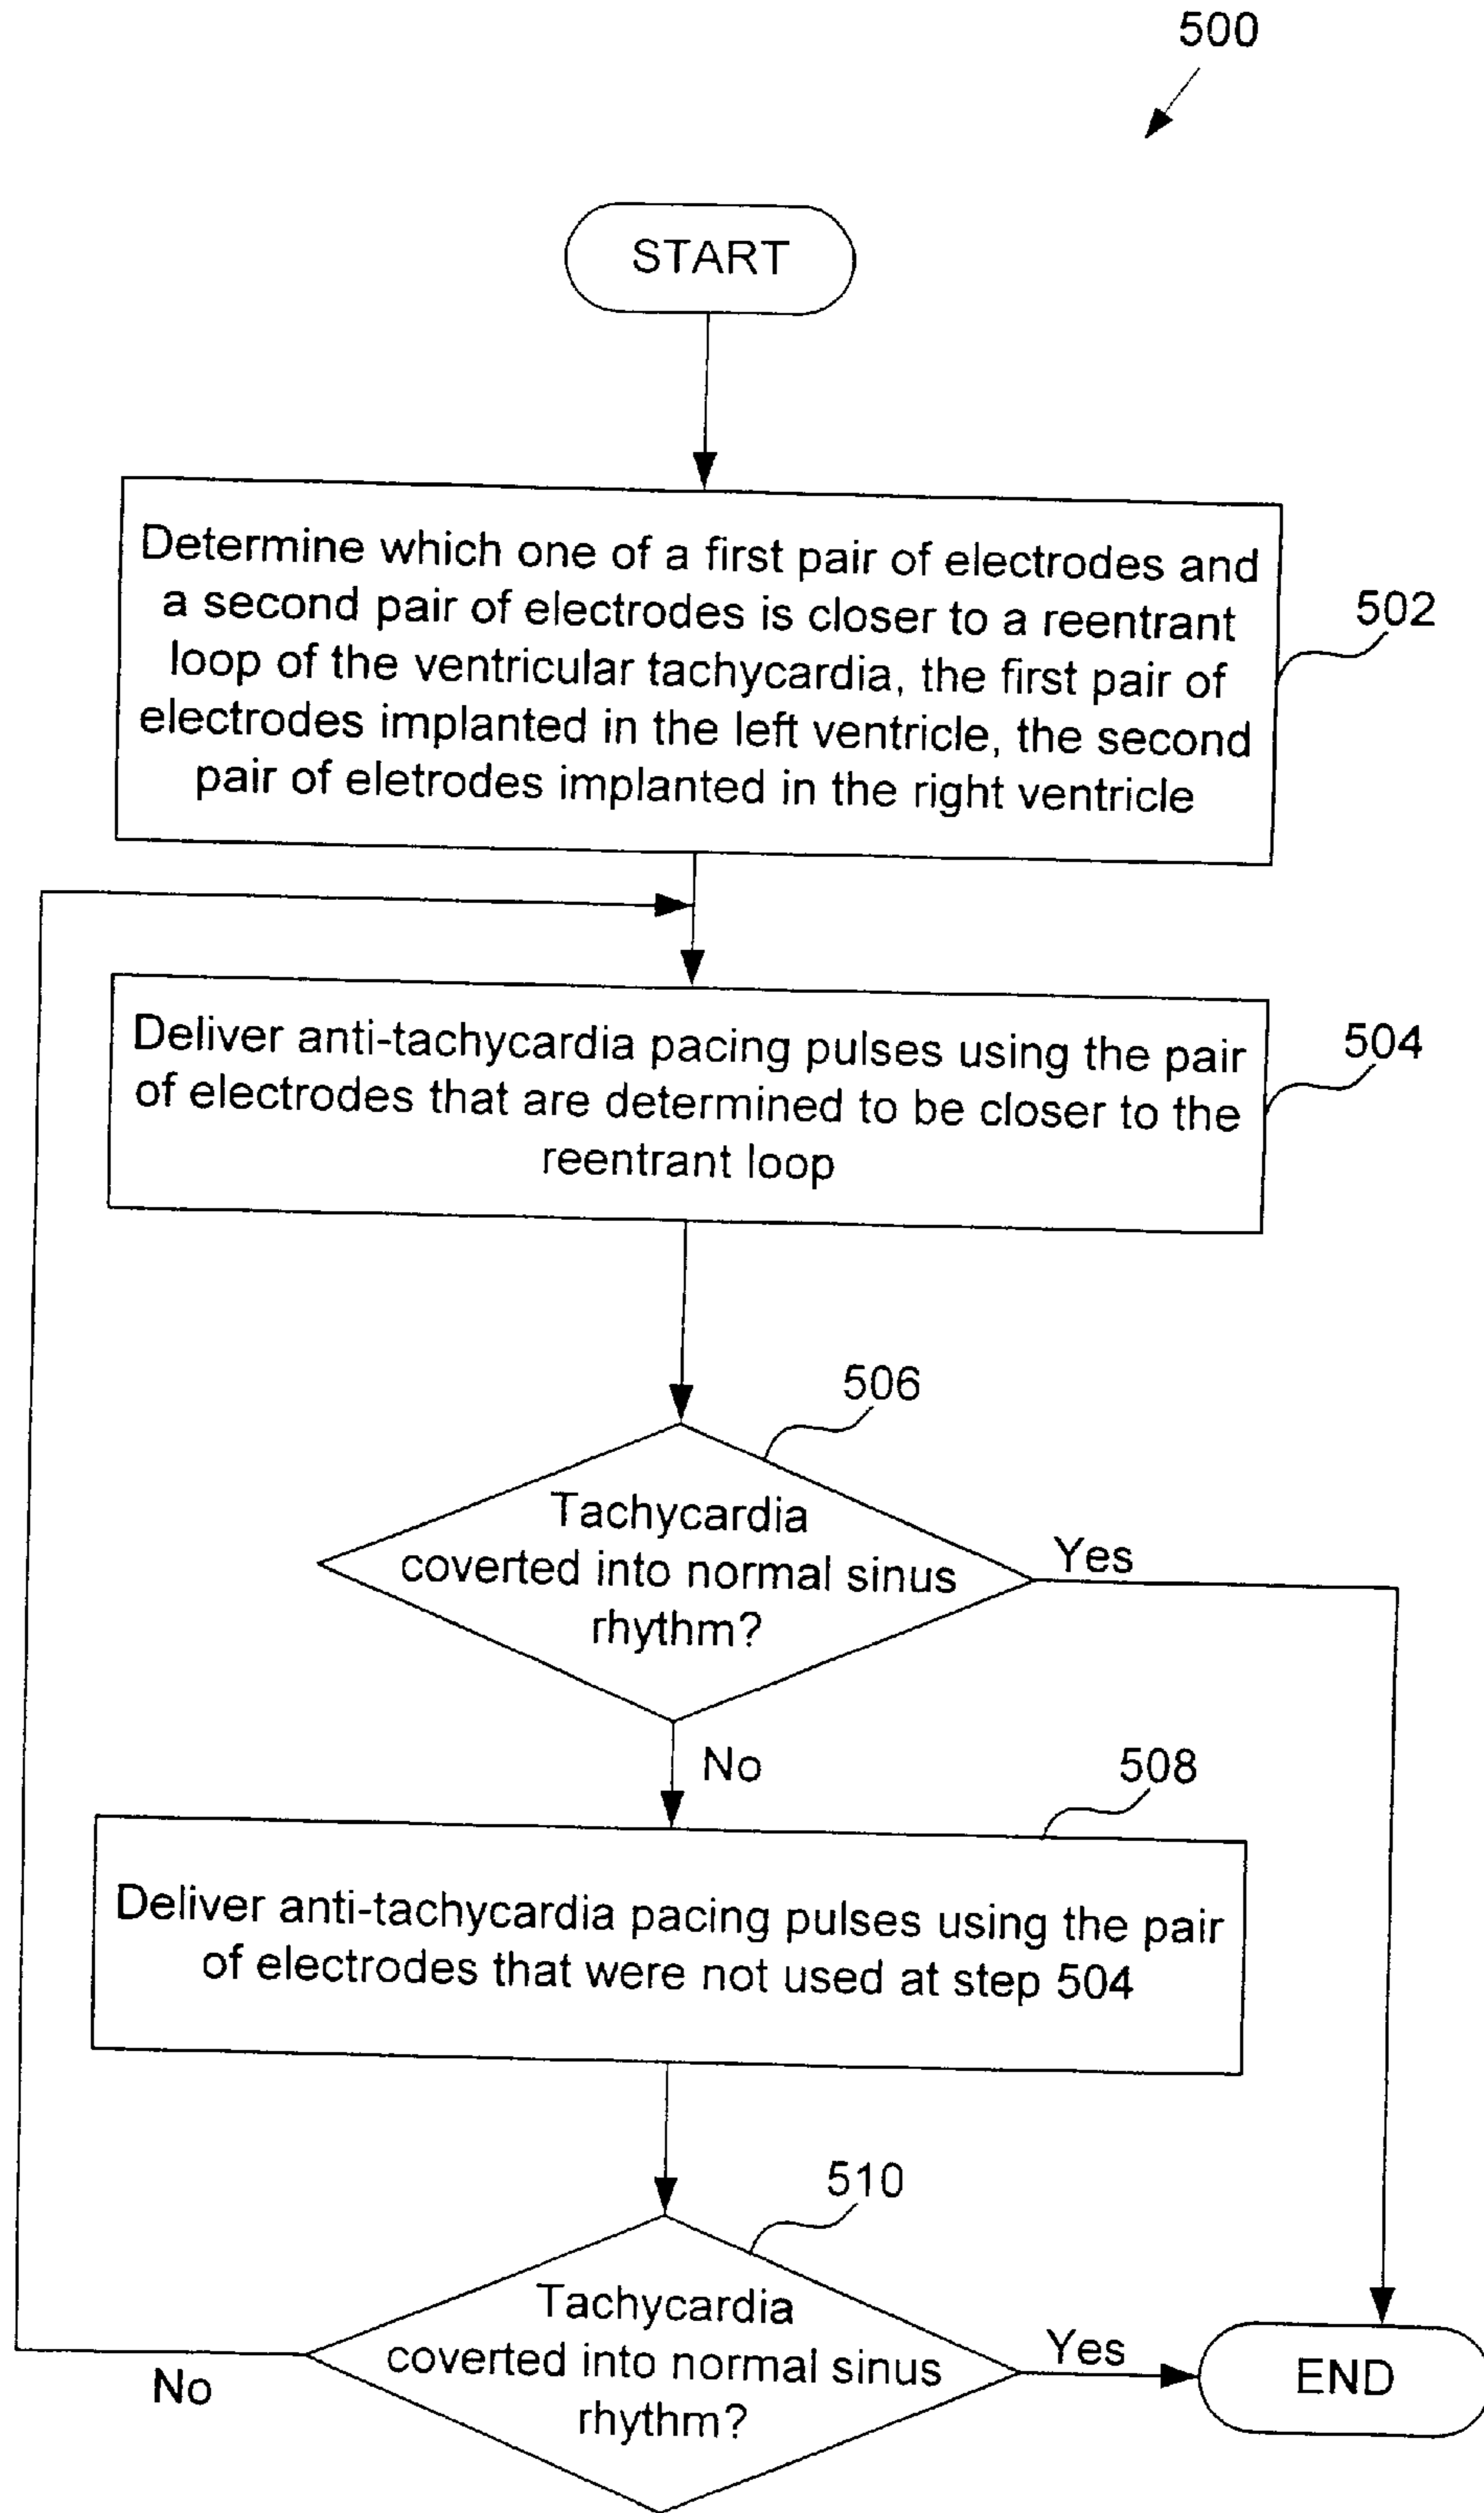 500
START
Determine which one of a first pair of electrodes and
a second pair of electrodes is closer to a reentrant
loop of the ventricular tachycardia, the first pair of
electrodes implanted in the left ventricle, the second
pair of eletrodes implanted in the right ventricle
502
Deliver anti-tachycardia pacing pulses using the pair
of electrodes that are determined to be closer to the
reentrant loop
504
506
Tachycardia
coverted into normal sinus
rhythm?
Yes
No
508
Deliver anti-tachycardia pacing pulses using the pair
of electrodes that were not used at step 504
510
Tachycardia
coverted into normal sinus
rhythm?
Yes
No
END